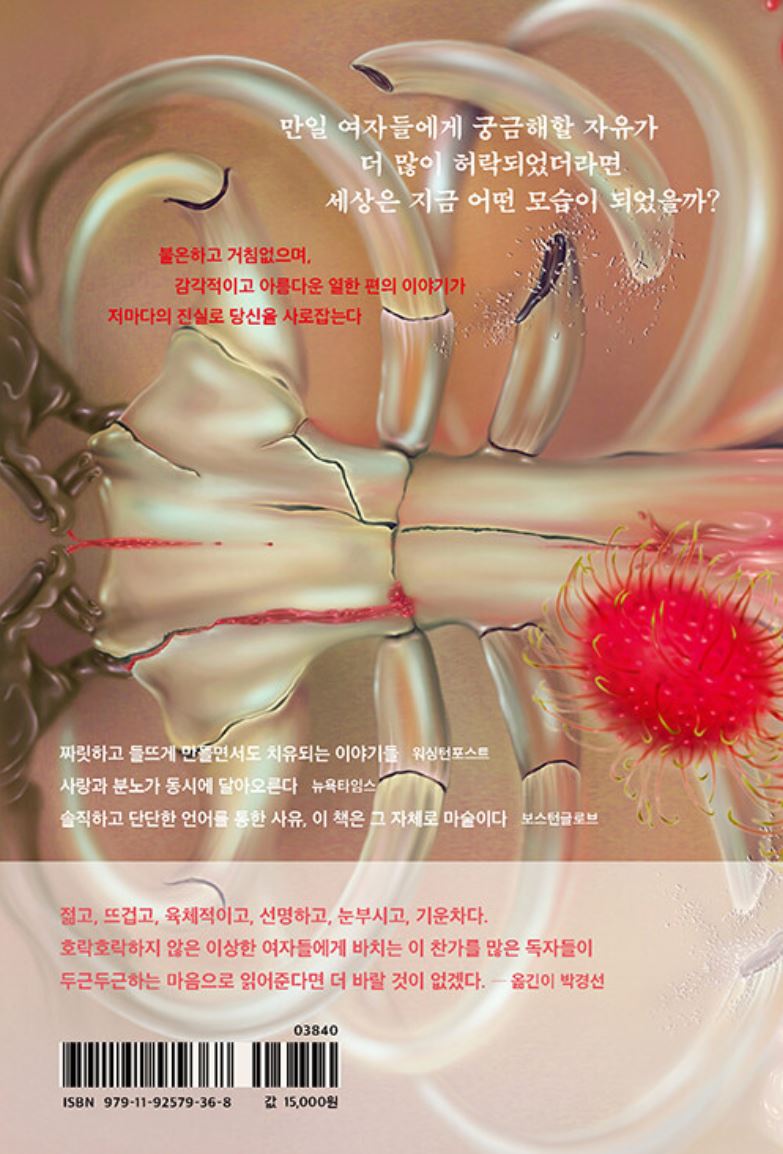 만일 여자들에게 궁금해할 자유가
더 많이 허락되었더라면
세상은 지금 어떤 모습이 되었을까?
불온하고 거침없으며,
감각적이고 아름다운 열한 편의 이야기가
저마다의 진실로 당신을 사로잡는다
짜릿하고 들뜨게 만들면서도 치유되는 이야기들 워싱턴포스트
사랑과 분노가 동시에 달아오른다 뉴욕타임스
솔직하고 단단한 언어를 통한 사유, 이 책은 그 자체로 마술이다 보스턴글로브
젊고, 뜨겁고, 육체적이고, 선명하고, 눈부시고, 기운차다.
호락호락하지 않은 이상한 여자들에게 바치는 이 찬가를 많은 독자들이
두근두근하는 마음으로 읽어준다면 더 바랄 것이 없겠다. ─ 옮긴이 박경선
03840
ISBN 979-11-92579-36-8 값 15,000원